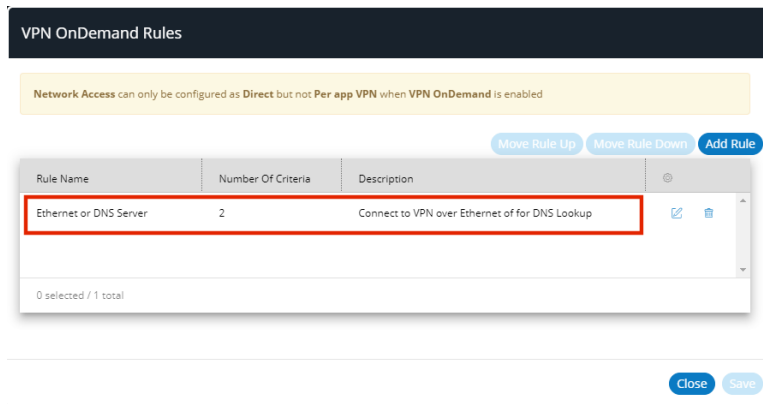 VPN OnDemand Rules
Network Access can only be configured as Direct but not Per app VPN when VPN OnDemand is enabled
Move Rule Up Move Rule Down Add Rule
Rule Name Number Of Criteria Description
Ethernet or DNS Server 2 Connect to VPN over Ethernet of for DNS Lookup
0 selected / 1 total
Close Save